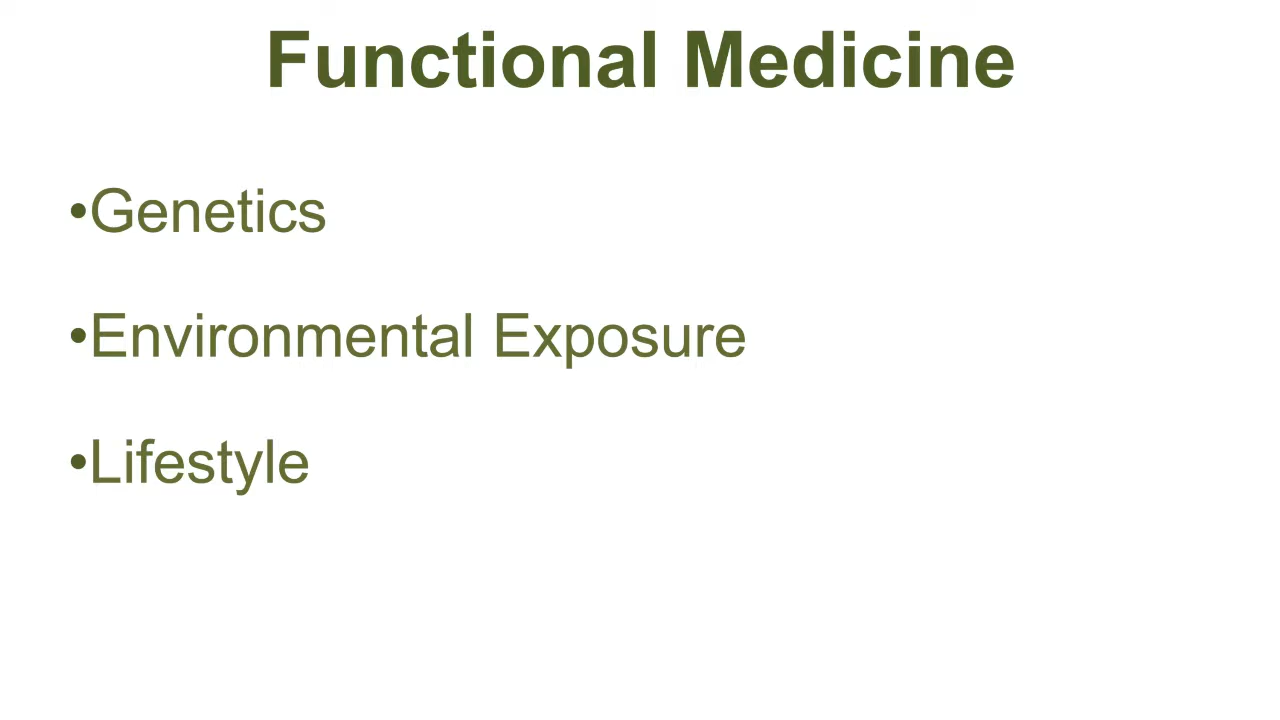 Functional Medicine
•Genetics
•Environmental Exposure
•Lifestyle